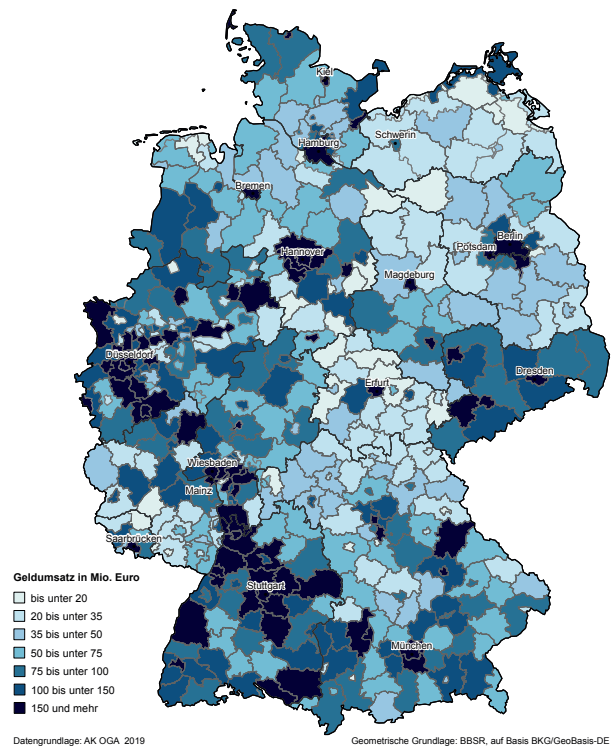 Kiel
Schwerin
Hamburg
Bremen
Berlin
Potsdam
Hannover
Magdeburg
Düsseldorf
Dresden
Erfurt
Wiesbaden
Mainz
Saarbrücken
Stuttgart
München
Geldumsatz in Mio. Euro
bis unter 20
20 bis unter 35
35 bis unter 50
50 bis unter 75
75 bis unter 100
100 bis unter 150
150 und mehr
Datengrundlage: AK OGA 2019
Geometrische Grundlage: BBSR, auf Basis BKG/GeoBasis-DE